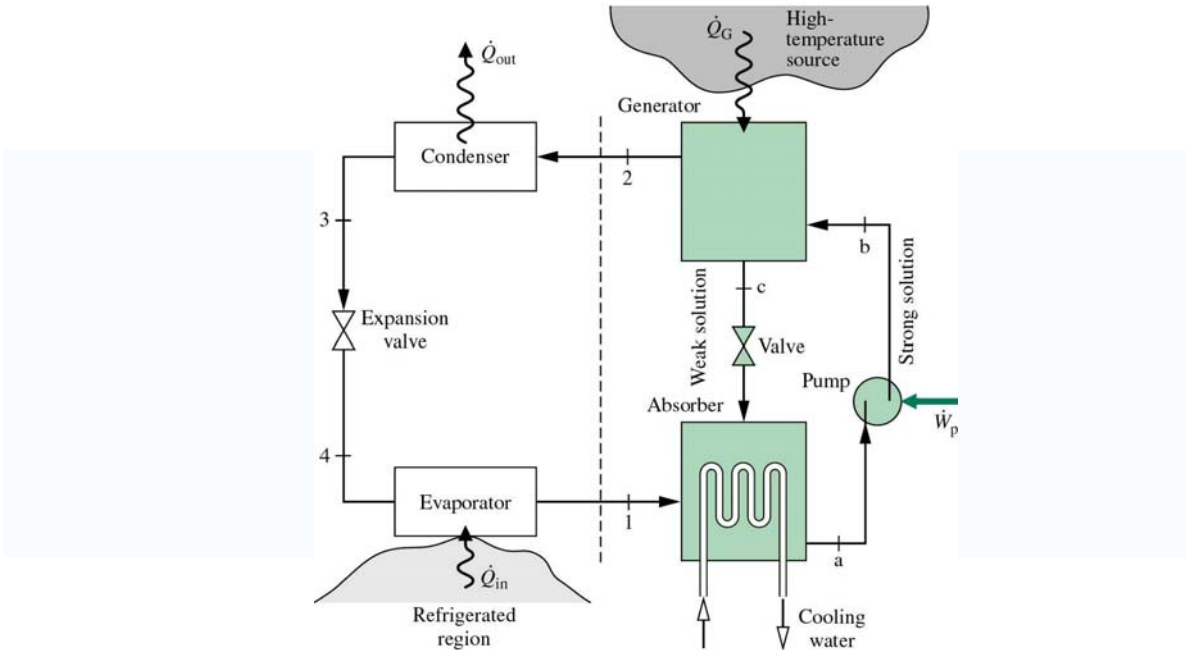 Q̇G
High-
temperature
source
Q̇out
Generator
Condenser
2
3
b
Strong solution
Weak solution
c
Expansion
valve
Valve
Pump
Ẇp
Absorber
4
Evaporator
1
a
Q̇in
Refrigerated
region
Cooling
water